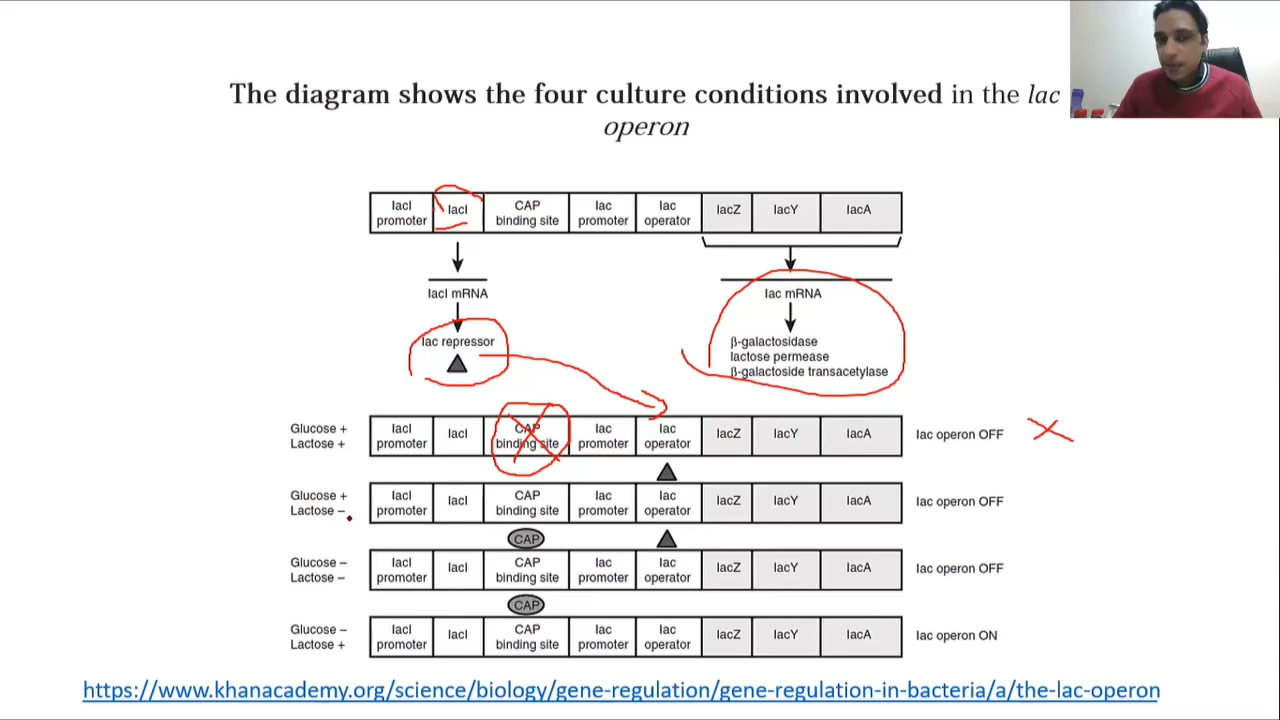 The diagram shows the four culture conditions involved in the lac
operon
lacI
promoter
lacI
CAP
binding site
lac
promoter
lac
operator
lacZ
lacY
lacA
lacI mRNA
lac mRNA
lac repressor
β-galactosidase
lactose permease
β-galactoside transacetylase
Glucose +
Lactose +
lacI
promoter
lacI
CAP
binding site
lac
promoter
lac
operator
lacZ
lacY
lacA
lac operon OFF
Glucose +
Lactose –
lacI
promoter
lacI
CAP
binding site
lac
promoter
lac
operator
lacZ
lacY
lacA
lac operon OFF
CAP
Glucose –
Lactose –
lacI
promoter
lacI
CAP
binding site
lac
promoter
lac
operator
lacZ
lacY
lacA
lac operon OFF
CAP
Glucose –
Lactose +
lacI
promoter
lacI
CAP
binding site
lac
promoter
lac
operator
lacZ
lacY
lacA
lac operon ON
https://www.khanacademy.org/science/biology/gene-regulation/gene-regulation-in-bacteria/a/the-lac-operon